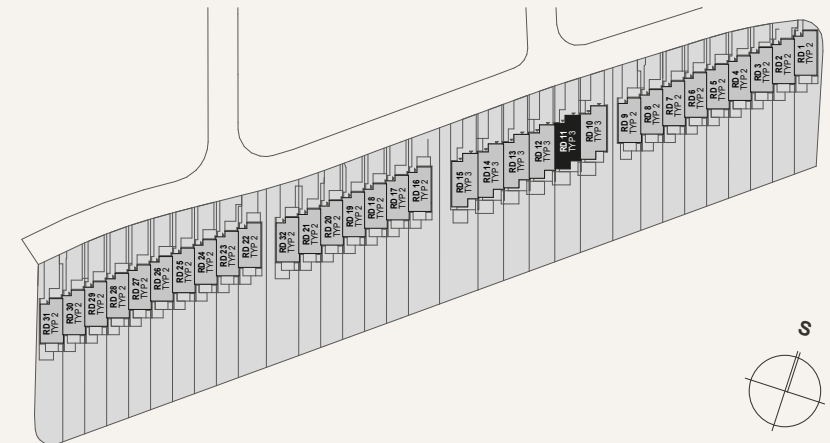 RD 31
TYP 2
RD 30
TYP 2
RD 29
TYP 2
RD 28
TYP 2
RD 27
TYP 2
RD 26
TYP 2
RD 25
TYP 2
RD 24
TYP 2
RD 23
TYP 2
RD 22
TYP 2
RD 32
TYP 2
RD 21
TYP 2
RD 20
TYP 2
RD 19
TYP 2
RD 18
TYP 2
RD 17
TYP 2
RD 16
TYP 2
RD 15
TYP 3
RD 14
TYP 3
RD 13
TYP 3
RD 12
TYP 3
RD 11
TYP 3
RD 10
TYP 3
RD 9
TYP 2
RD 8
TYP 2
RD 7
TYP 2
RD 6
TYP 2
RD 5
TYP 2
RD 4
TYP 2
RD 3
TYP 2
RD 2
TYP 2
RD 1
TYP 2
S